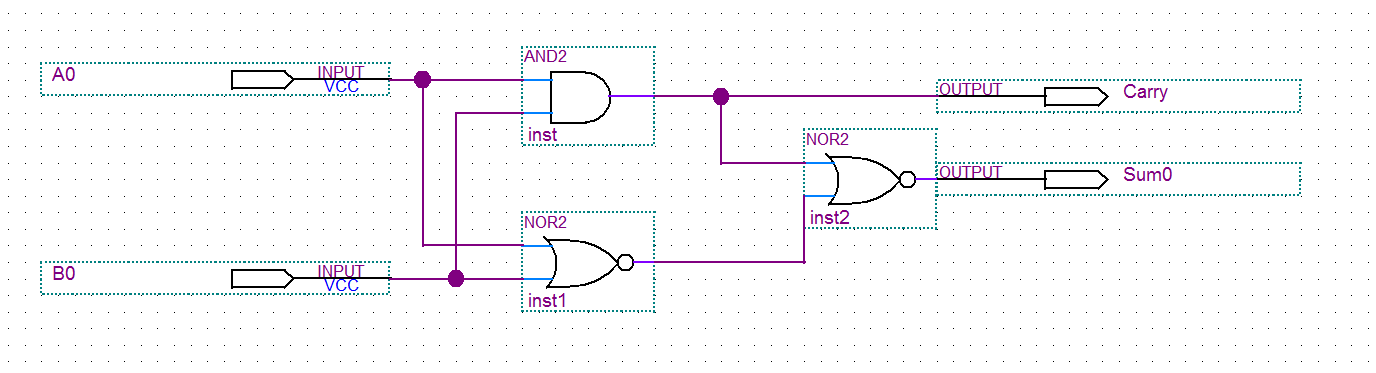 A0
INPUT
VCC
AND2
inst
OUTPUT
Carry
NOR2
inst2
OUTPUT
Sum0
NOR2
inst1
B0
INPUT
VCC